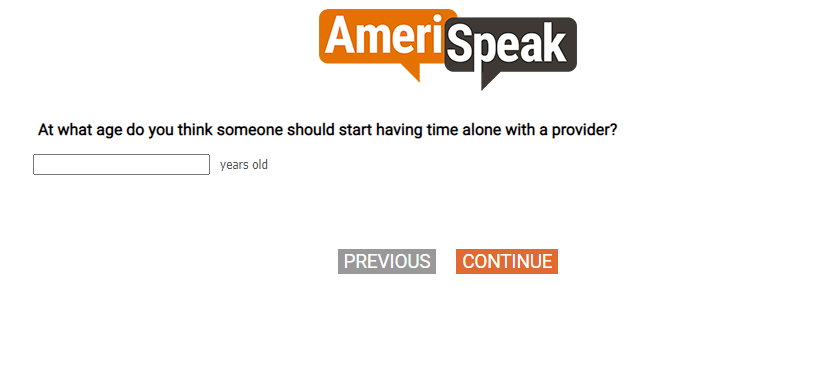 AmeriSpeak
At what age do you think someone should start having time alone with a provider?
years old
PREVIOUS CONTINUE